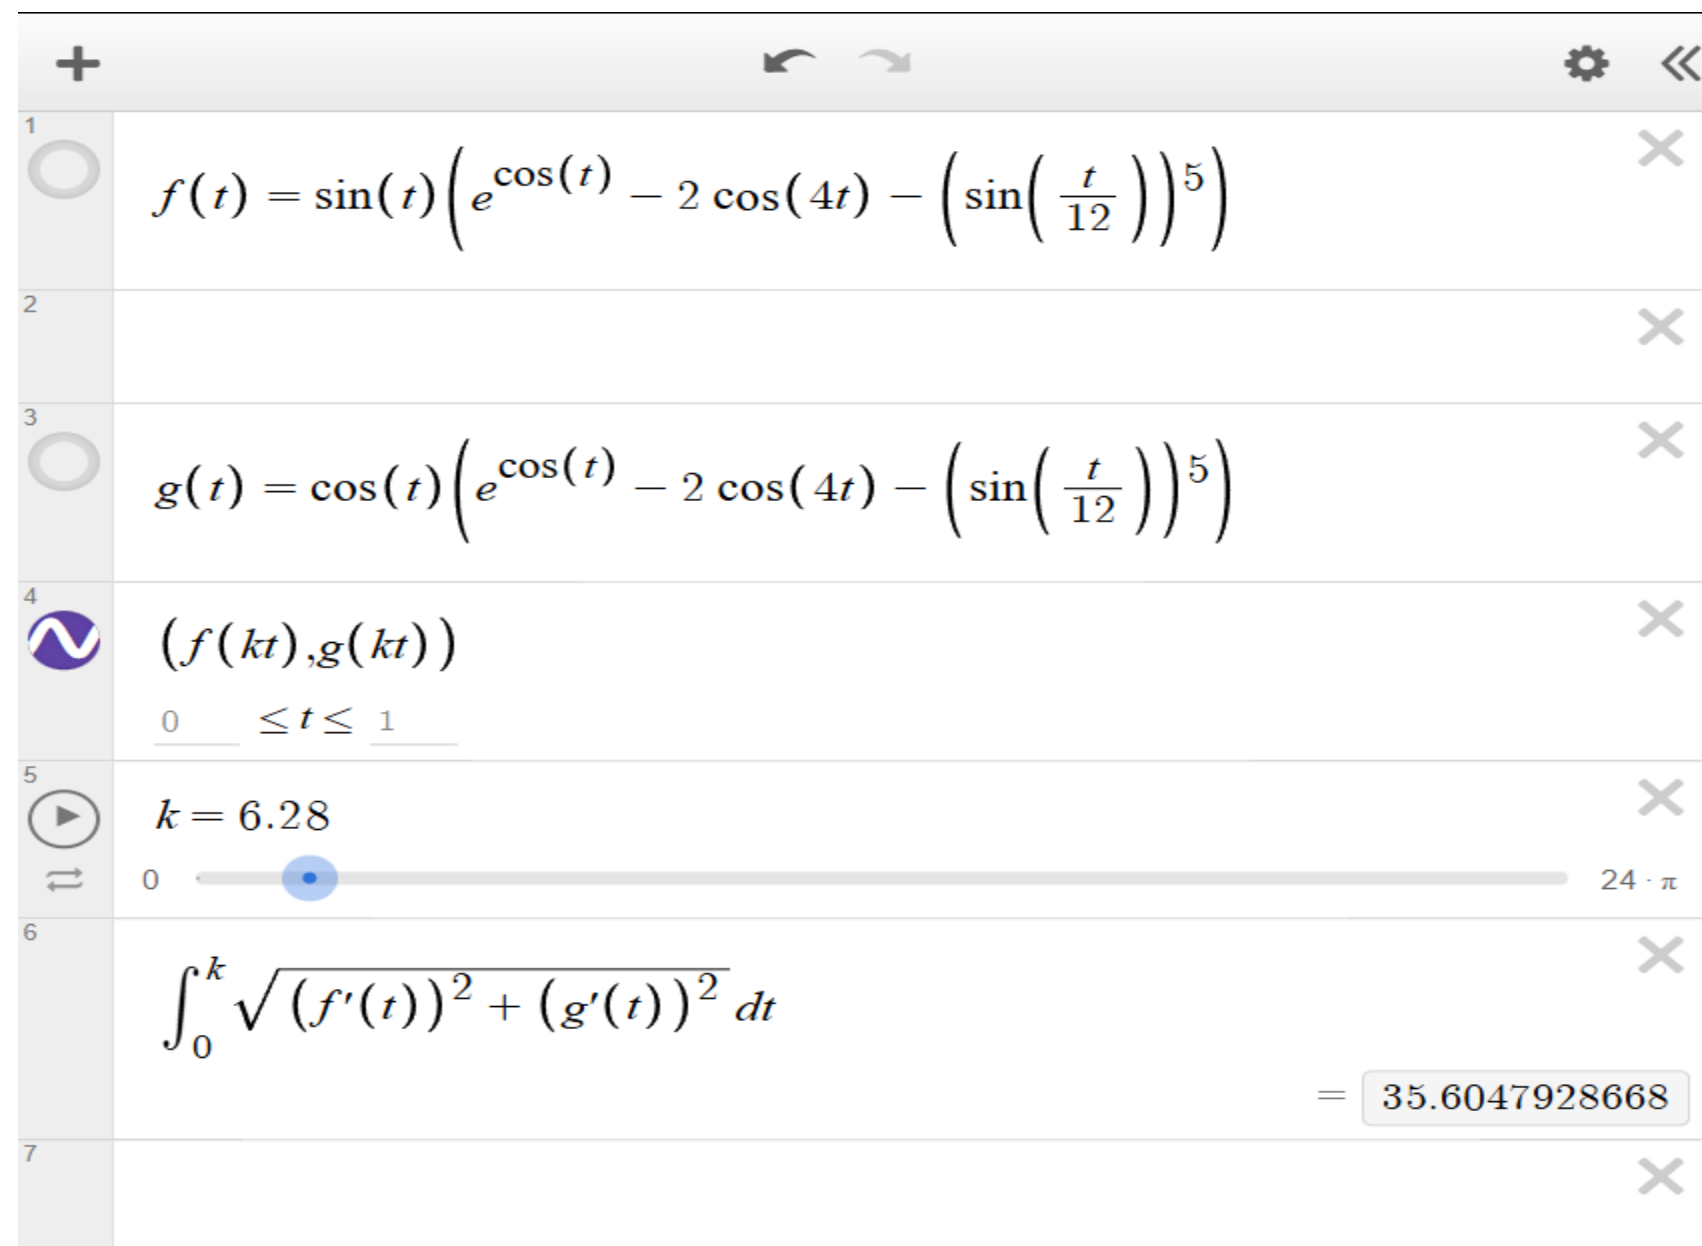 1
f(t) = sin(t)(e^cos(t) − 2 cos(4t) − (sin(t/12))^5)
2
3
g(t) = cos(t)(e^cos(t) − 2 cos(4t) − (sin(t/12))^5)
4
(f(kt),g(kt))
0 ≤ t ≤ 1
5
k = 6.28
0 24 · π
6
∫_0^k √((f′(t))^2 + (g′(t))^2) dt
= 35.6047928668
7